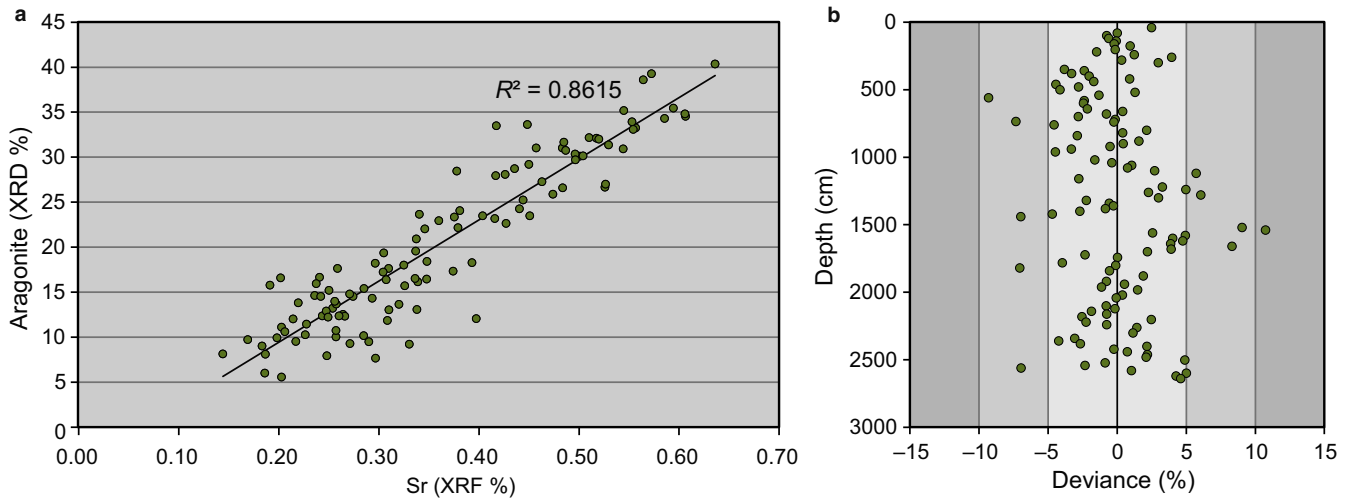 a
45
40
35
30
25
20
15
10
5
0
Aragonite (XRD %)
R² = 0.8615
0.00 0.10 0.20 0.30 0.40 0.50 0.60 0.70
Sr (XRF %)
b
0
500
1000
1500
2000
2500
3000
Depth (cm)
–15 –10 –5 0 5 10 15
Deviance (%)